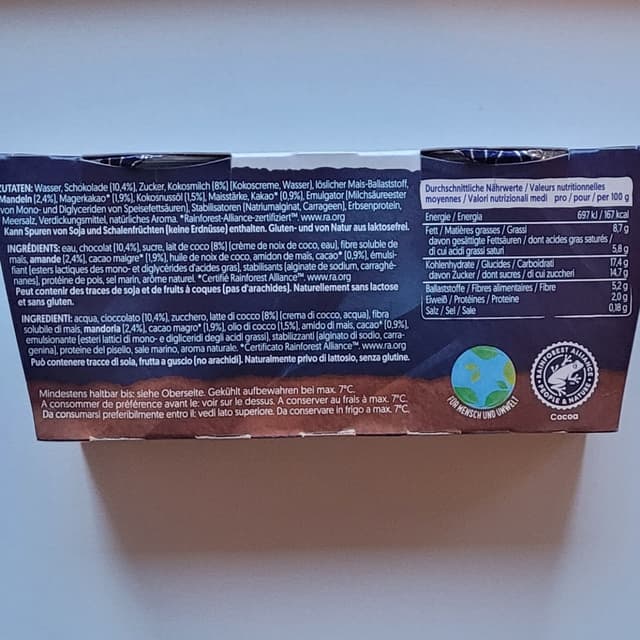 ZUTATEN: Wasser, Schokolade (10,4%), Zucker, Kokosmilch (8%) (Kokoscreme, Wasser), löslicher Mais-Ballaststoff,
Mandeln (2,4%), Magerkakao* (1,9%), Kokosnussöl (1,5%), Maisstärke, Kakao* (0,9%), Emulgator (Milchsäureester
von Mono- und Diglyceriden von Speisefettsäuren), Stabilisatoren (Natriumalginat, Carrageen), Erbsenprotein,
Meersalz, Verdickungsmittel, natürliches Aroma. *Rainforest-Alliance-zertifiziert™. www.ra.org
Kann Spuren von Soja und Schalenfrüchten (keine Erdnüsse) enthalten. Gluten- und von Natur aus laktosefrei.
INGRÉDIENTS: eau, chocolat (10,4%), sucre, lait de coco (8%) (crème de noix de coco, eau), fibre soluble de
maïs, amande (2,4%), cacao maigre* (1,9%), huile de noix de coco, amidon de maïs, cacao* (0,9%), émulsi-
fiant (esters lactiques des mono- et diglycérides d'acides gras), stabilisants (alginate de sodium, carraghé-
nanes), protéine de pois, sel marin, arôme naturel. *Certifié Rainforest Alliance™. www.ra.org
Peut contenir des traces de soja et de fruits à coques (pas d'arachides). Naturellement sans lactose
et sans gluten.
INGREDIENTI: acqua, cioccolato (10,4%), zucchero, latte di cocco (8%) (crema di cocco, acqua), fibra
solubile di mais, mandorla (2,4%), cacao magro* (1,9%), olio di cocco (1,5%), amido di mais, cacao* (0,9%),
emulsionante (esteri lattici di mono- e digliceridi degli acidi grassi), stabilizzanti (alginato di sodio, carra-
genina), proteine del pisello, sale marino, aroma naturale. *Certificato Rainforest Alliance™. www.ra.org
Può contenere tracce di soia, frutta a guscio (no arachidi). Naturalmente privo di lattosio, senza glutine.
Mindestens haltbar bis: siehe Oberseite. Gekühlt aufbewahren bei max. 7°C.
A consommer de préférence avant le: voir sur le dessus. A conserver au frais à max. 7°C.
Da consumarsi preferibilmente entro il: vedi lato superiore. Da conservare in frigo a max. 7°C.
Durchschnittliche Nährwerte / Valeurs nutritionnelles
moyennes / Valori nutrizionali medi pro / pour / per 100 g
Energie / Energia 697 kJ / 167 kcal
Fett / Matières grasses / Grassi 8,7 g
davon gesättigte Fettsäuren / dont acides gras saturés /
di cui acidi grassi saturi 5,8 g
Kohlenhydrate / Glucides / Carboidrati 17,4 g
davon Zucker / dont sucres / di cui zuccheri 14,7 g
Ballaststoffe / Fibres alimentaires / Fibre 5,2 g
Eiweiß / Protéines / Proteine 2,0 g
Salz / Sel / Sale 0,18 g
FÜR MENSCH UND UMWELT
RAINFOREST ALLIANCE
PEOPLE & NATURE
Cocoa